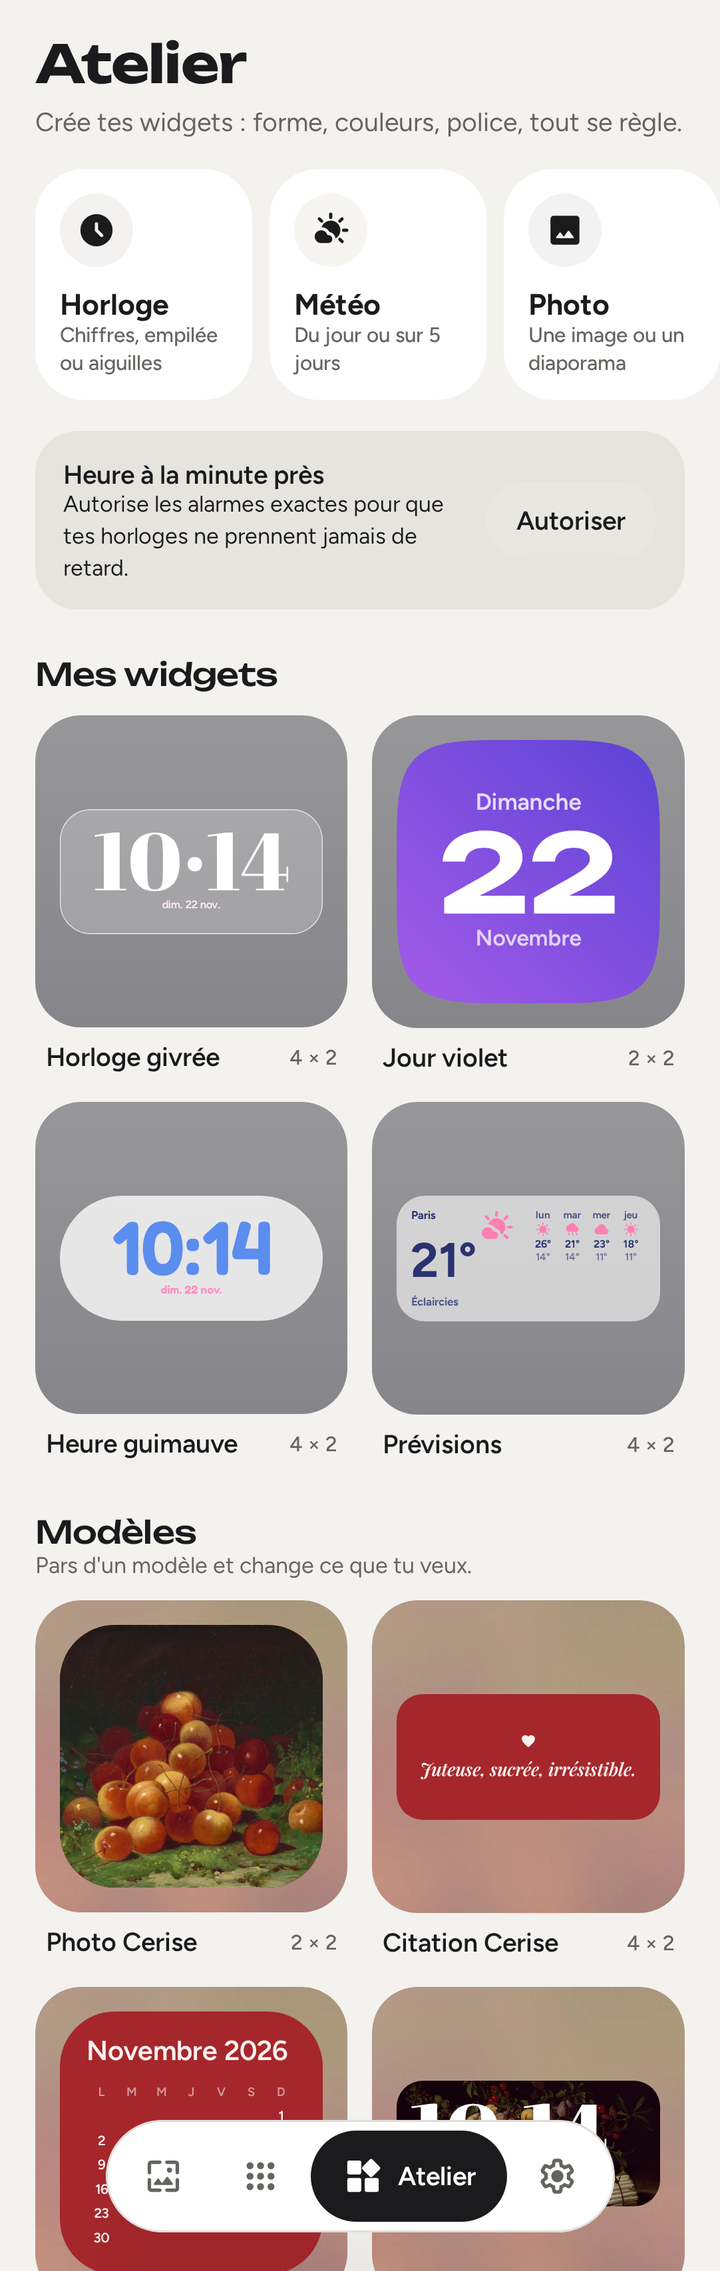 Atelier
Crée tes widgets : forme, couleurs, police, tout se règle.
Horloge
Chiffres, empilée
ou aiguilles
Météo
Du jour ou sur 5
jours
Photo
Une image ou un
diaporama
Heure à la minute près
Autorise les alarmes exactes pour que
tes horloges ne prennent jamais de
retard.
Autoriser
Mes widgets
10·14
dim. 22 nov.
Horloge givrée 4 × 2
Dimanche
22
Novembre
Jour violet 2 × 2
10:14
dim. 22 nov.
Heure guimauve 4 × 2
Paris
21°
Éclaircies
lun mar mer jeu
26° 21° 23° 18°
14° 14° 11° 11°
Prévisions 4 × 2
Modèles
Pars d'un modèle et change ce que tu veux.
Photo Cerise 2 × 2
Juteuse, sucrée, irrésistible.
Citation Cerise 4 × 2
Novembre 2026
L M M J V S D
1
2
9
16
23
30
Atelier